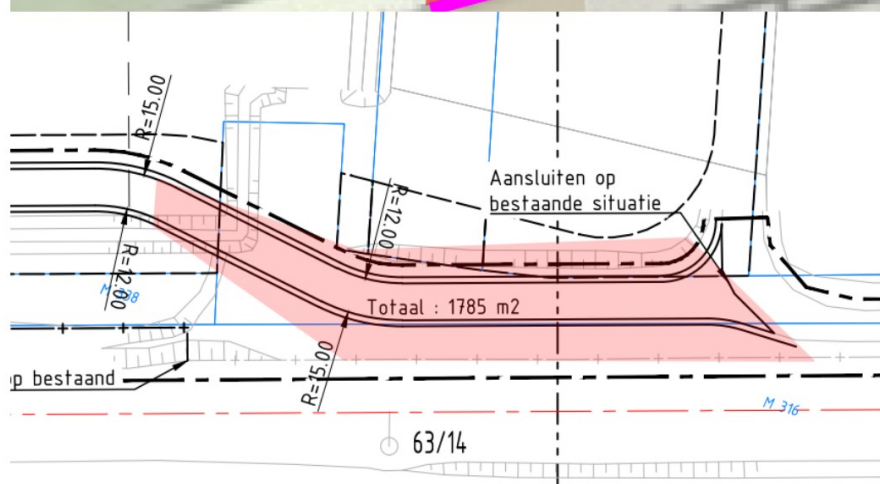 R=15.00
Aansluiten op
bestaande situatie
R=12.00
R=12.00
Totaal : 1785 m2
R=15.00
op bestaand
M 316
63/14